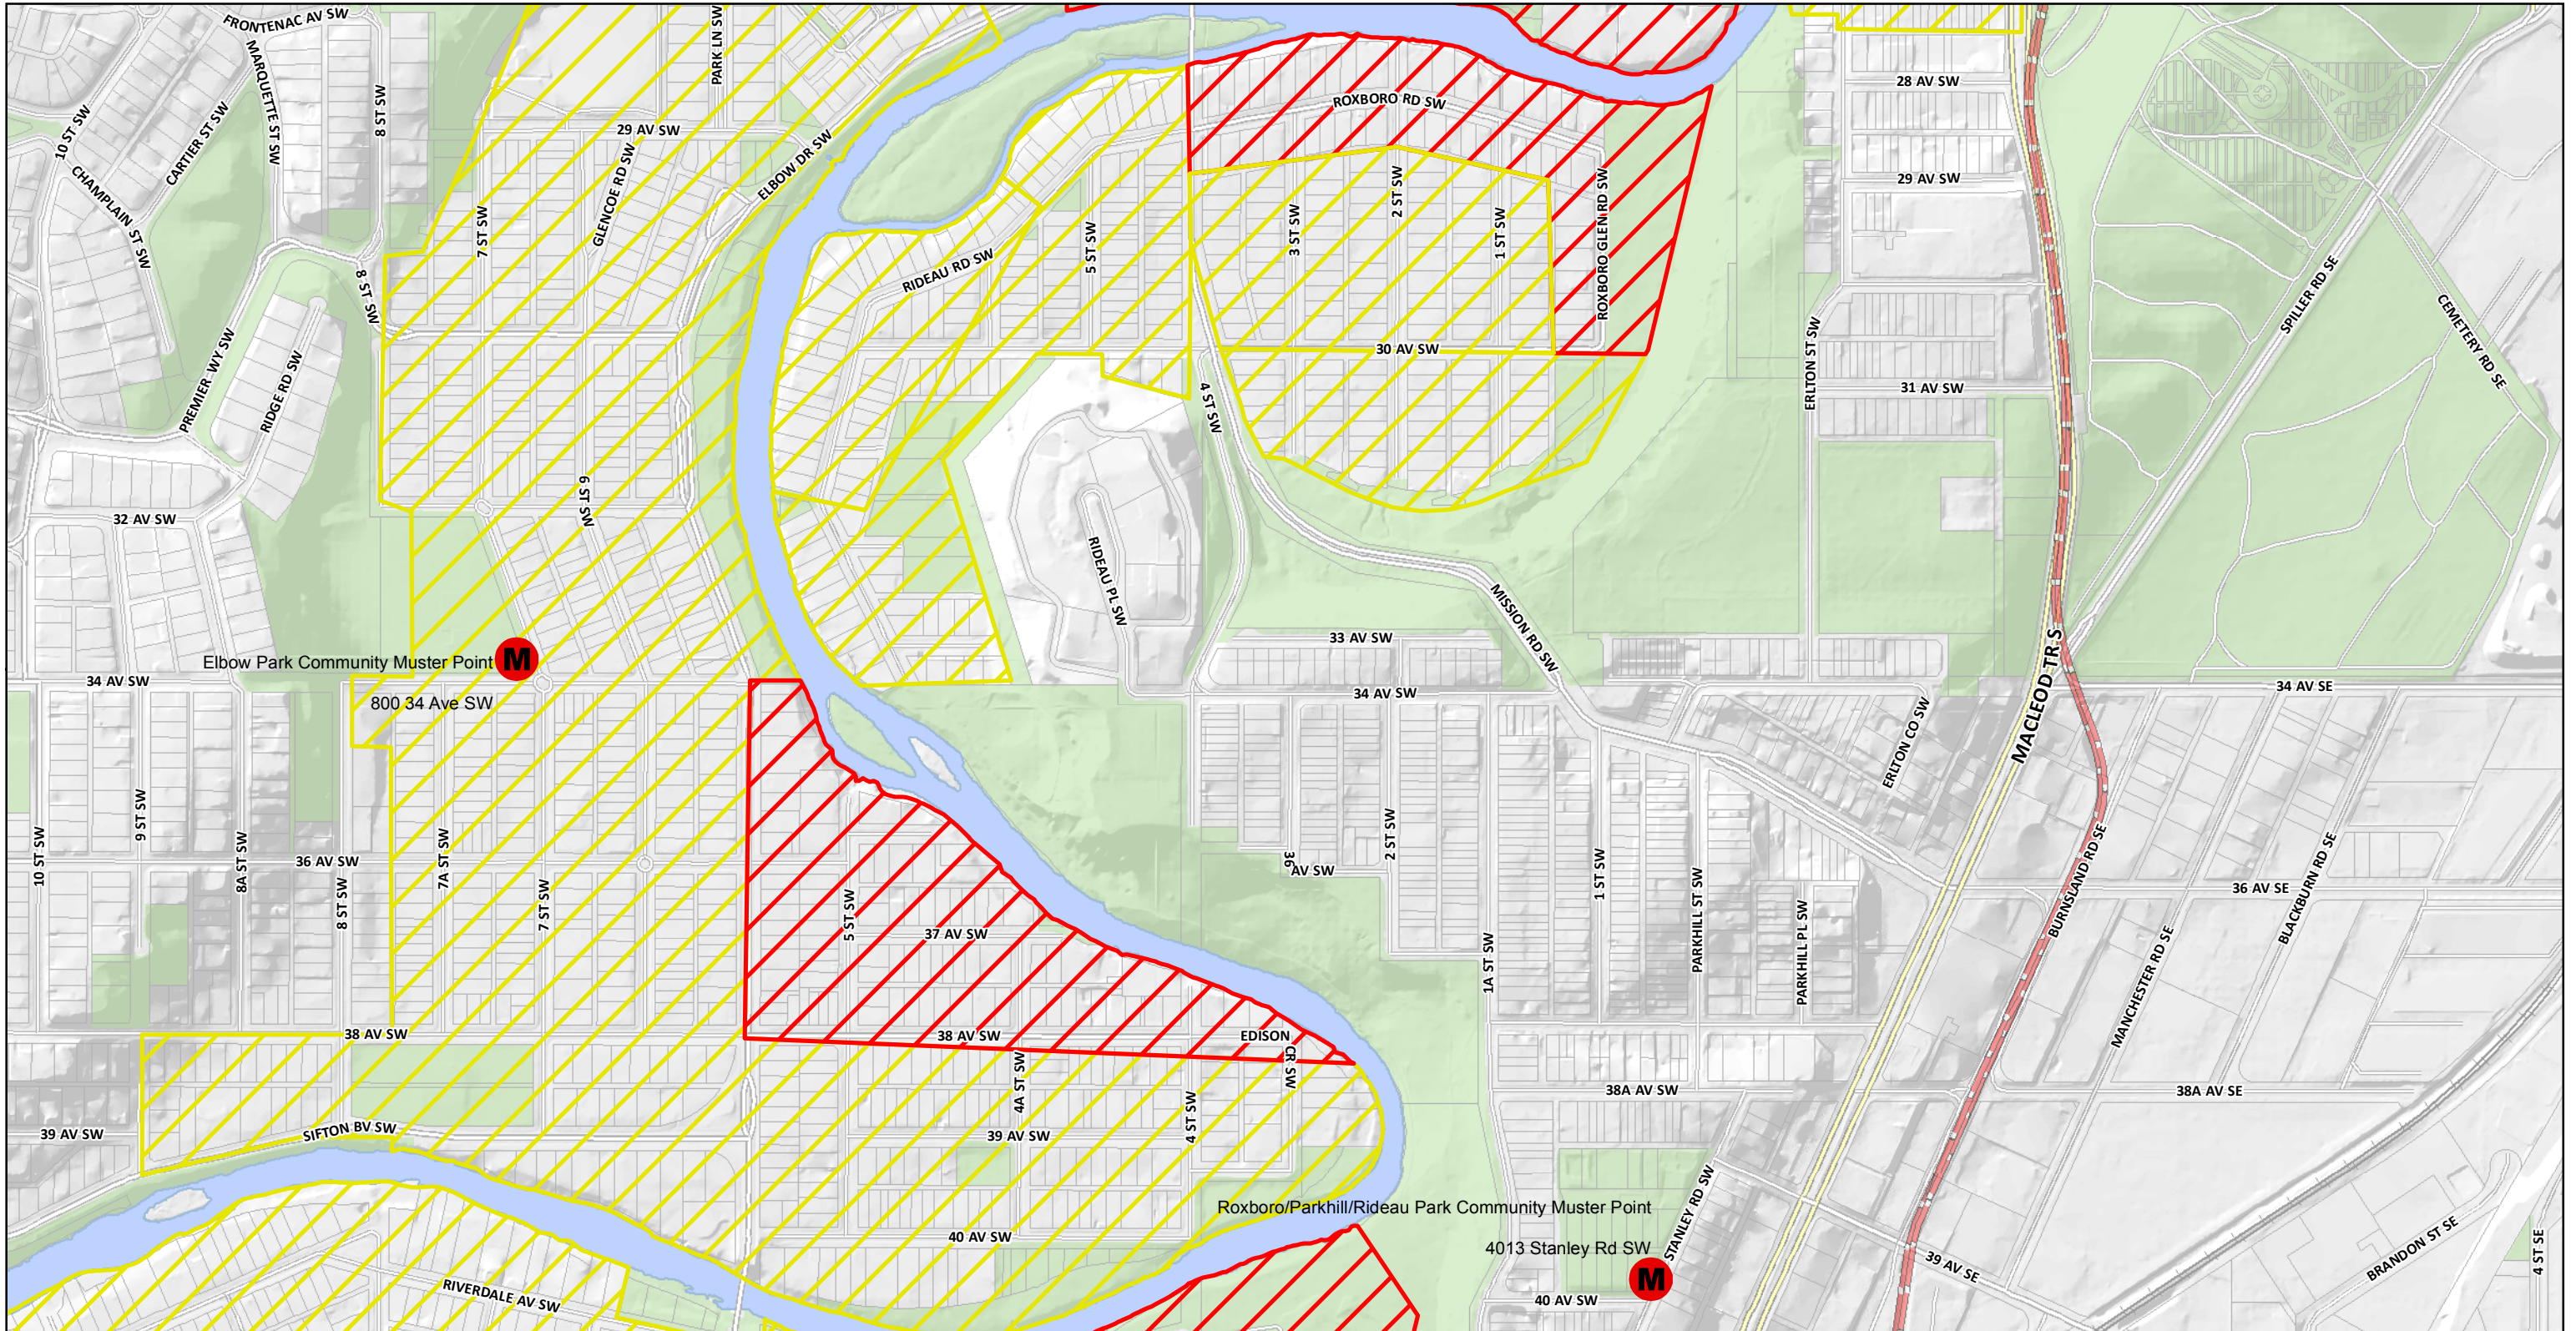 FRONTENAC AV SW
MARQUETTE ST SW
PARK LN SW
8 ST SW
10 ST SW
CARTIER ST SW
CHAMPLAIN ST SW
29 AV SW
GLENCOE RD SW
ELBOW DR SW
7 ST SW
8 ST SW
PREMIER WY SW
RIDGE RD SW
RIDEAU RD SW
5 ST SW
ROXBORO RD SW
3 ST SW
2 ST SW
1 ST SW
ROXBORO GLEN RD SW
30 AV SW
4 ST SW
28 AV SW
29 AV SW
ERLTON ST SW
31 AV SW
SPILLER RD SE
CEMETERY RD SE
32 AV SW
6 ST SW
RIDEAU PL SW
MISSION RD SW
33 AV SW
34 AV SW
Elbow Park Community Muster Point
M
34 AV SW
800 34 Ave SW
MACLEOD TR S
34 AV SE
ERLTON CO SW
10 ST SW
9 ST SW
8A ST SW
36 AV SW
8 ST SW
7A ST SW
7 ST SW
5 ST SW
37 AV SW
36
AV SW
2 ST SW
1A ST SW
1 ST SW
PARKHILL ST SW
PARKHILL PL SW
BURNSLAND RD SE
36 AV SE
MANCHESTER RD SE
BLACKBURN RD SE
38 AV SW
38 AV SW
EDISON
CR SW
4A ST SW
4 ST SW
39 AV SW
SIFTON BV SW
39 AV SW
38A AV SW
38A AV SE
Roxboro/Parkhill/Rideau Park Community Muster Point
4013 Stanley Rd SW
M
STANLEY RD SW
40 AV SW
40 AV SW
39 AV SE
RIVERDALE AV SW
BRANDON ST SE
4 ST SE